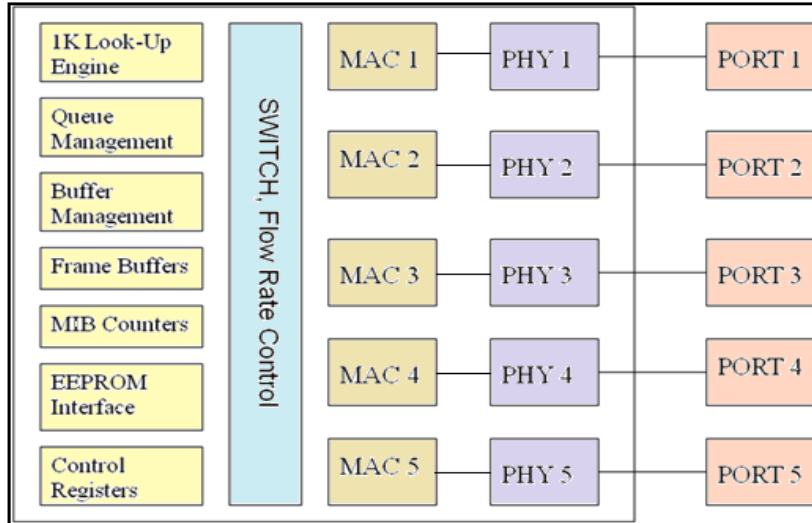 1K Look-Up
Engine
Queue
Management
Buffer
Management
Frame Buffers
MIB Counters
EEPROM
Interface
Control
Registers
SWITCH, Flow Rate Control
MAC 1
PHY 1
PORT 1
MAC 2
PHY 2
PORT 2
MAC 3
PHY 3
PORT 3
MAC 4
PHY 4
PORT 4
MAC 5
PHY 5
PORT 5